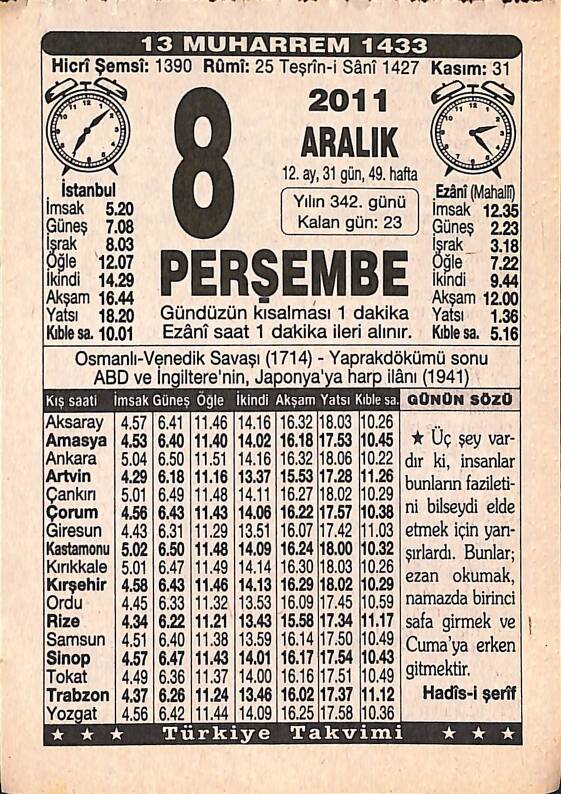 13 MUHARREM 1433
Hicrî Şemsî: 1390 Rûmî: 25 Teşrîn-i Sânî 1427 Kasım: 31
8
2011
ARALIK
12. ay, 31 gün, 49. hafta
Yılın 342. günü
Kalan gün: 23
PERŞEMBE
Gündüzün kısalması 1 dakika
Ezânî saat 1 dakika ileri alınır.
İstanbul
İmsak 5.20
Güneş 7.08
İşrak 8.03
Öğle 12.07
İkindi 14.29
Akşam 16.44
Yatsı 18.20
Kıble sa. 10.01
Ezânî (Mahallî)
İmsak 12.35
Güneş 2.23
İşrak 3.18
Öğle 7.22
İkindi 9.44
Akşam 12.00
Yatsı 1.36
Kıble sa. 5.16
Osmanlı-Venedik Savaşı (1714) - Yaprakdökümü sonu
ABD ve İngiltere'nin, Japonya'ya harp ilânı (1941)
Kış saati İmsak Güneş Öğle İkindi Akşam Yatsı Kıble sa.
Aksaray 4.57 6.41 11.46 14.16 16.32 18.03 10.26
Amasya 4.53 6.40 11.40 14.02 16.18 17.53 10.45
Ankara 5.04 6.50 11.51 14.16 16.32 18.06 10.22
Artvin 4.29 6.18 11.16 13.37 15.53 17.28 11.26
Çankırı 5.01 6.49 11.48 14.11 16.27 18.02 10.29
Çorum 4.56 6.43 11.43 14.06 16.22 17.57 10.38
Giresun 4.43 6.31 11.29 13.51 16.07 17.42 11.03
Kastamonu 5.02 6.50 11.48 14.09 16.24 18.00 10.32
Kırıkkale 5.01 6.47 11.49 14.14 16.30 18.03 10.26
Kırşehir 4.58 6.43 11.46 14.13 16.29 18.02 10.29
Ordu 4.45 6.33 11.32 13.53 16.09 17.45 10.59
Rize 4.34 6.22 11.21 13.43 15.58 17.34 11.17
Samsun 4.51 6.40 11.38 13.59 16.14 17.50 10.49
Sinop 4.57 6.47 11.43 14.01 16.17 17.54 10.43
Tokat 4.49 6.36 11.37 14.00 16.16 17.51 10.49
Trabzon 4.37 6.26 11.24 13.46 16.02 17.37 11.12
Yozgat 4.56 6.42 11.44 14.09 16.25 17.58 10.36
GÜNÜN SÖZÜ
★ Üç şey var-
dır ki, insanlar
bunların fazileti-
ni bilseydi elde
etmek için yarı-
şırlardı. Bunlar;
ezan okumak,
namazda birinci
safa girmek ve
Cuma'ya erken
gitmektir.
Hadîs-i şerîf
★ ★ ★ Türkiye Takvimi ★ ★ ★